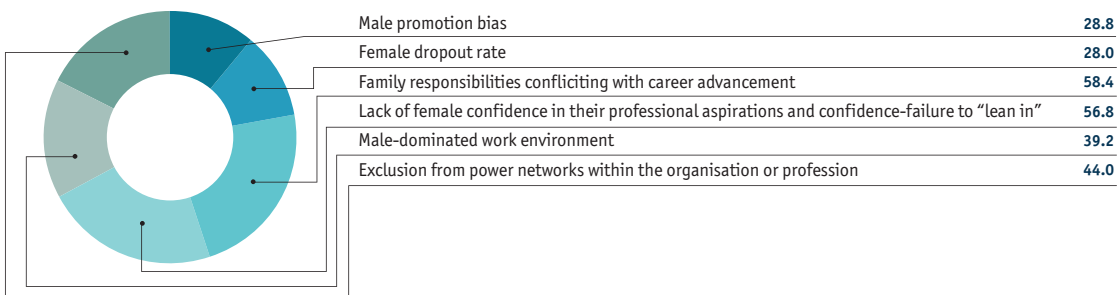 Male promotion bias 28.8
Female dropout rate 28.0
Family responsibilities confliciting with career advancement 58.4
Lack of female confidence in their professional aspirations and confidence-failure to “lean in” 56.8
Male-dominated work environment 39.2
Exclusion from power networks within the organisation or profession 44.0